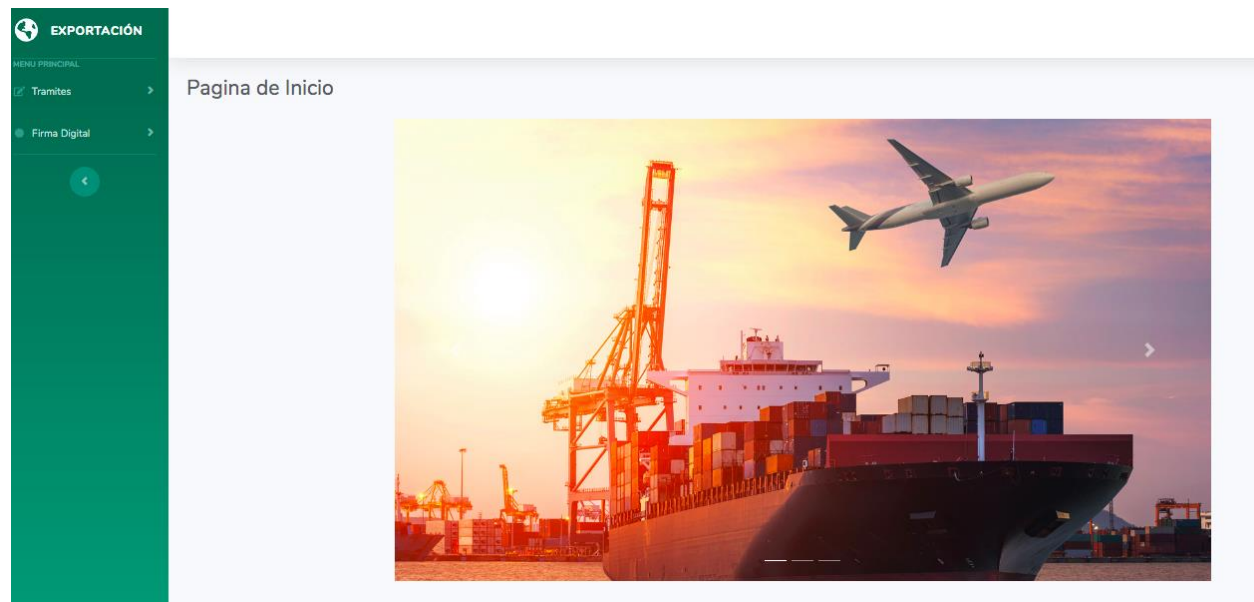 EXPORTACIÓN
MENU PRINCIPAL
Tramites
Firma Digital
Pagina de Inicio